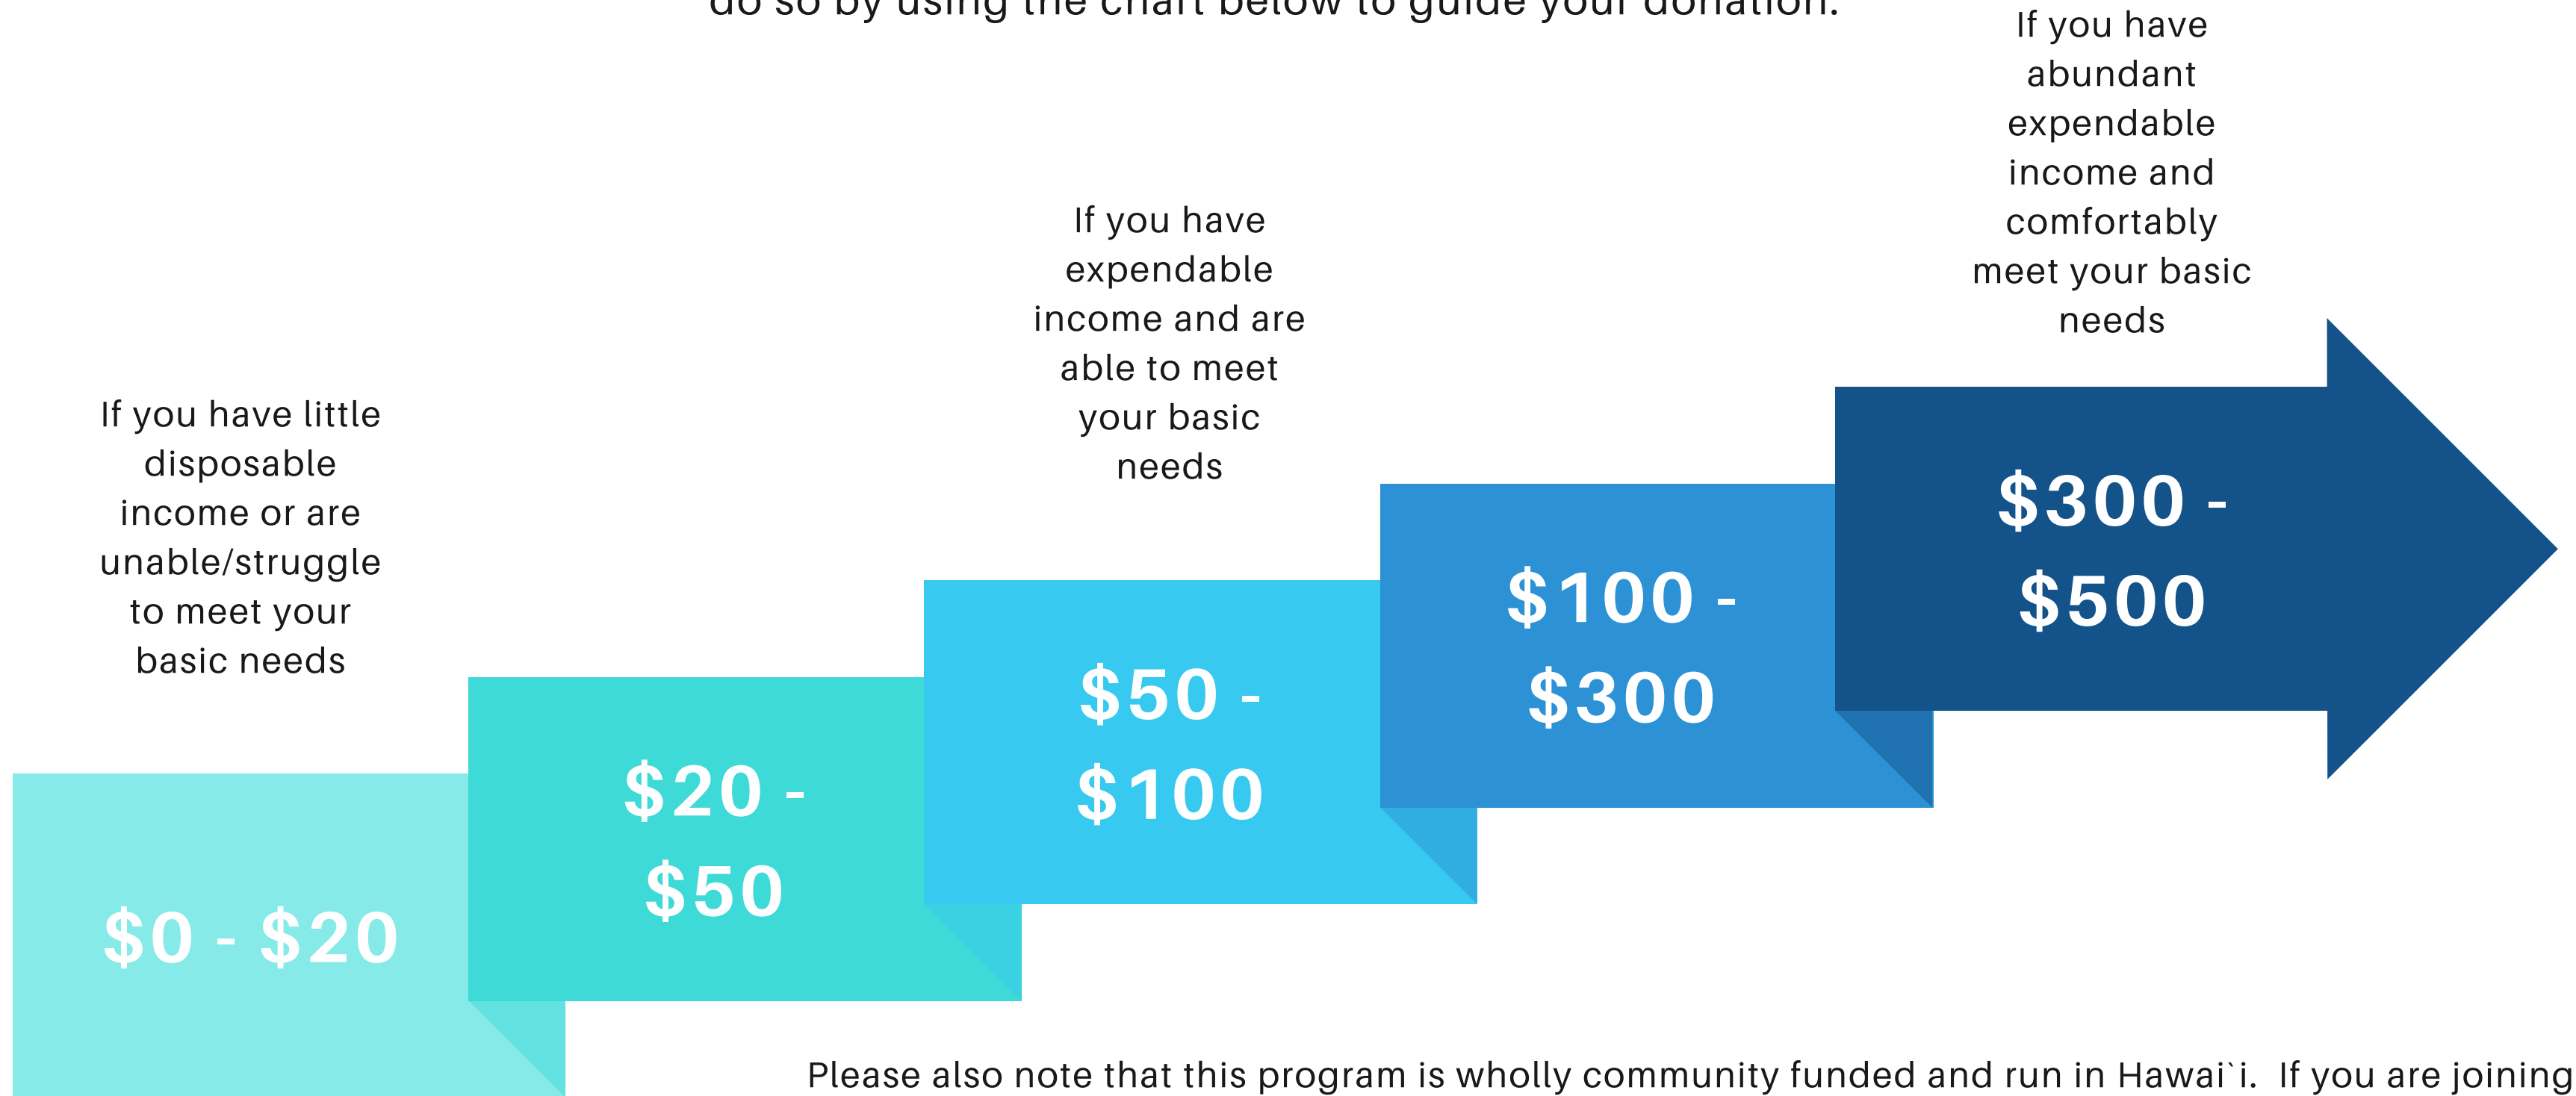 do so by using the chart below to guide your donation.
If you have little
disposable
income or are
unable/struggle
to meet your
basic needs
$0 - $20
$20 -
$50
If you have
expendable
income and are
able to meet
your basic
needs
$50 -
$100
$100 -
$300
If you have
abundant
expendable
income and
comfortably
meet your basic
needs
$300 -
$500
Please also note that this program is wholly community funded and run in Hawai`i.  If you are joining